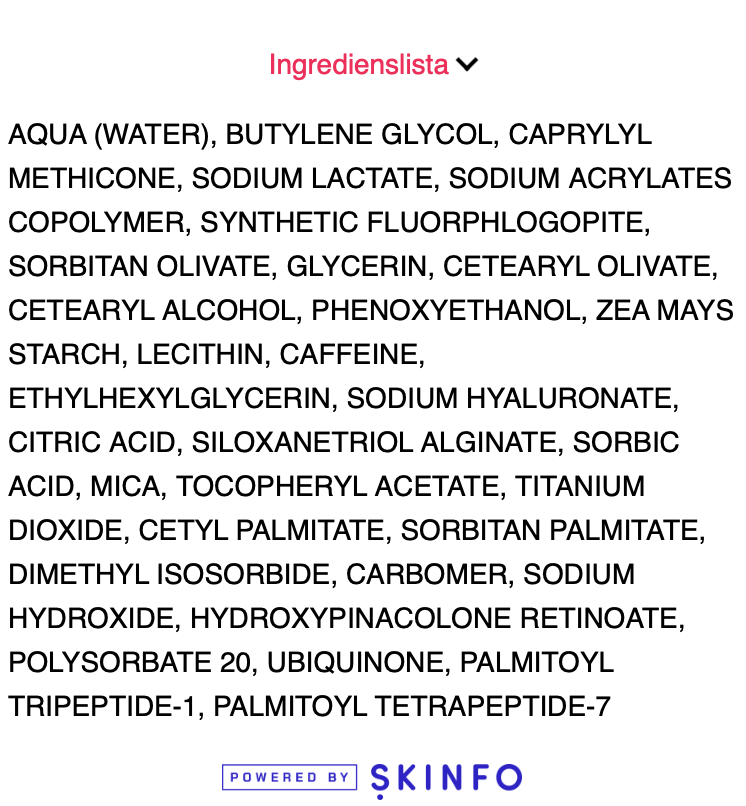 Ingredienslista
AQUA (WATER), BUTYLENE GLYCOL, CAPRYLYL
METHICONE, SODIUM LACTATE, SODIUM ACRYLATES
COPOLYMER, SYNTHETIC FLUORPHLOGOPITE,
SORBITAN OLIVATE, GLYCERIN, CETEARYL OLIVATE,
CETEARYL ALCOHOL, PHENOXYETHANOL, ZEA MAYS
STARCH, LECITHIN, CAFFEINE,
ETHYLHEXYLGLYCERIN, SODIUM HYALURONATE,
CITRIC ACID, SILOXANETRIOL ALGINATE, SORBIC
ACID, MICA, TOCOPHERYL ACETATE, TITANIUM
DIOXIDE, CETYL PALMITATE, SORBITAN PALMITATE,
DIMETHYL ISOSORBIDE, CARBOMER, SODIUM
HYDROXIDE, HYDROXYPINACOLONE RETINOATE,
POLYSORBATE 20, UBIQUINONE, PALMITOYL
TRIPEPTIDE-1, PALMITOYL TETRAPEPTIDE-7
POWERED BY SKINFO